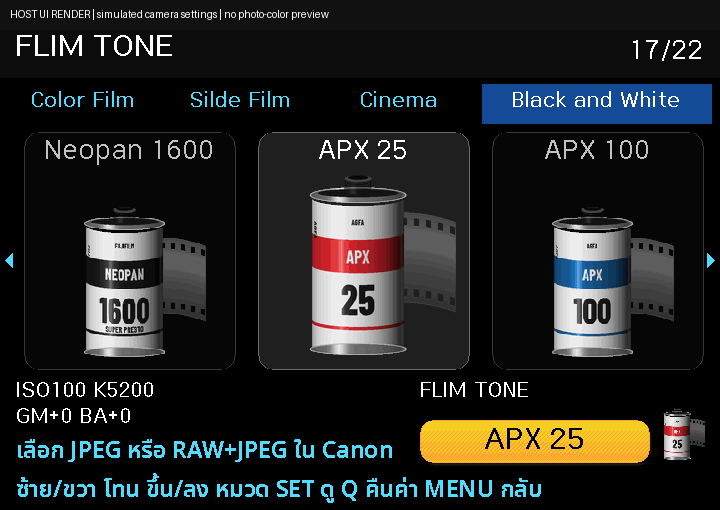 HOST UI RENDER | simulated camera settings | no photo-color preview
FLIM TONE
17/22
Color Film
Silde Film
Cinema
Black and White
Neopan 1600
APX 25
APX 100
FUJIFILM
NEOPAN
1600
SUPER PRESTO
AGFA
APX
25
AGFA
APX
100
ISO100 K5200
GM+0 BA+0
FLIM TONE
APX 25
APX
25
เลือก JPEG หรือ RAW+JPEG ใน Canon
ซ้าย/ขวา โทน ขึ้น/ลง หมวด SET ดู Q คืนค่า MENU กลับ